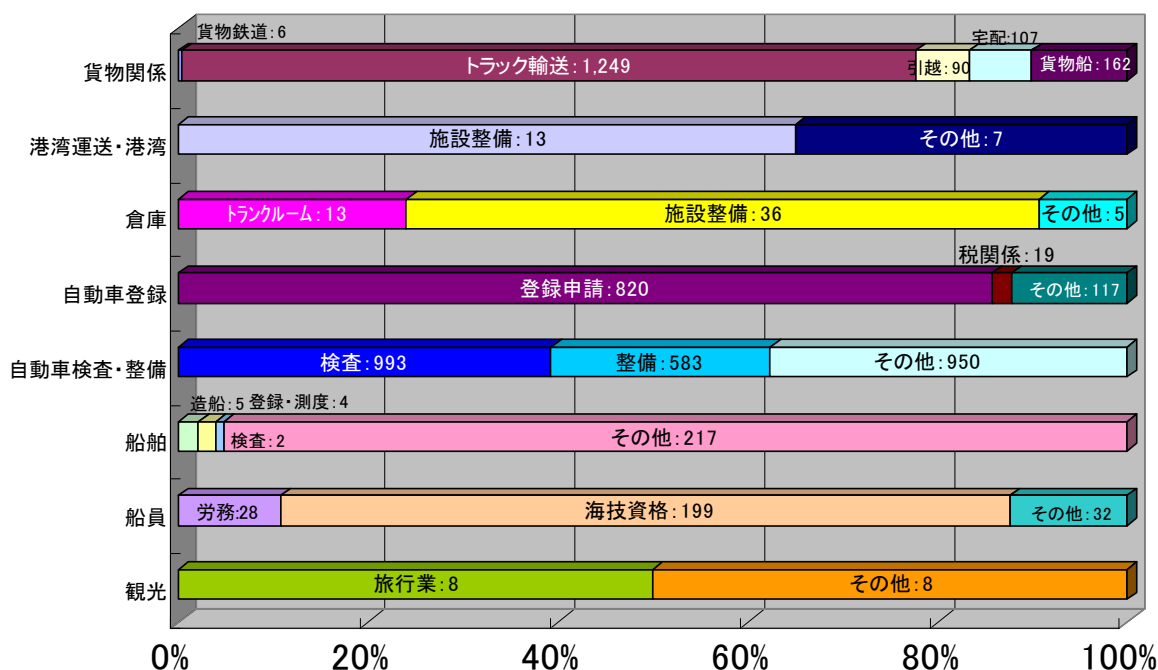 貨物鉄道:6
宅配:107
貨物関係
トラック輸送:1,249
引越:90
貨物船:162
港湾運送・港湾
施設整備:13
その他:7
倉庫
トランクルーム:13
施設整備:36
その他:5
税関係:19
自動車登録
登録申請:820
その他:117
自動車検査・整備
検査:993
整備:583
その他:950
造船:5
登録・測度:4
船舶
検査:2
その他:217
船員
労務:28
海技資格:199
その他:32
観光
旅行業:8
その他:8
0% 20% 40% 60% 80% 100%